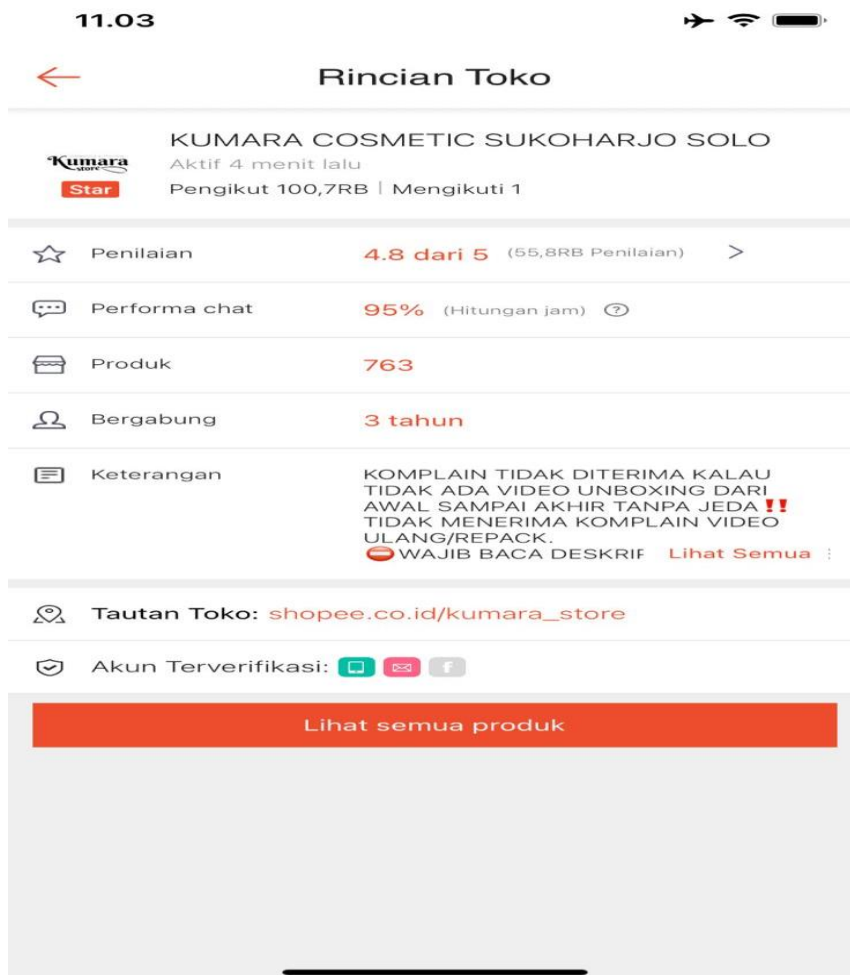 11.03
Rincian Toko
Kumara
store
Star
KUMARA COSMETIC SUKOHARJO SOLO
Aktif 4 menit lalu
Pengikut 100,7RB | Mengikuti 1
Penilaian 4.8 dari 5 (55,8RB Penilaian) >
Performa chat 95% (Hitungan jam) ?
Produk 763
Bergabung 3 tahun
Keterangan KOMPLAIN TIDAK DITERIMA KALAU
TIDAK ADA VIDEO UNBOXING DARI
AWAL SAMPAI AKHIR TANPA JEDA‼️
TIDAK MENERIMA KOMPLAIN VIDEO
ULANG/REPACK.
⛔WAJIB BACA DESKRIF Lihat Semua
Tautan Toko: shopee.co.id/kumara_store
Akun Terverifikasi: f
Lihat semua produk